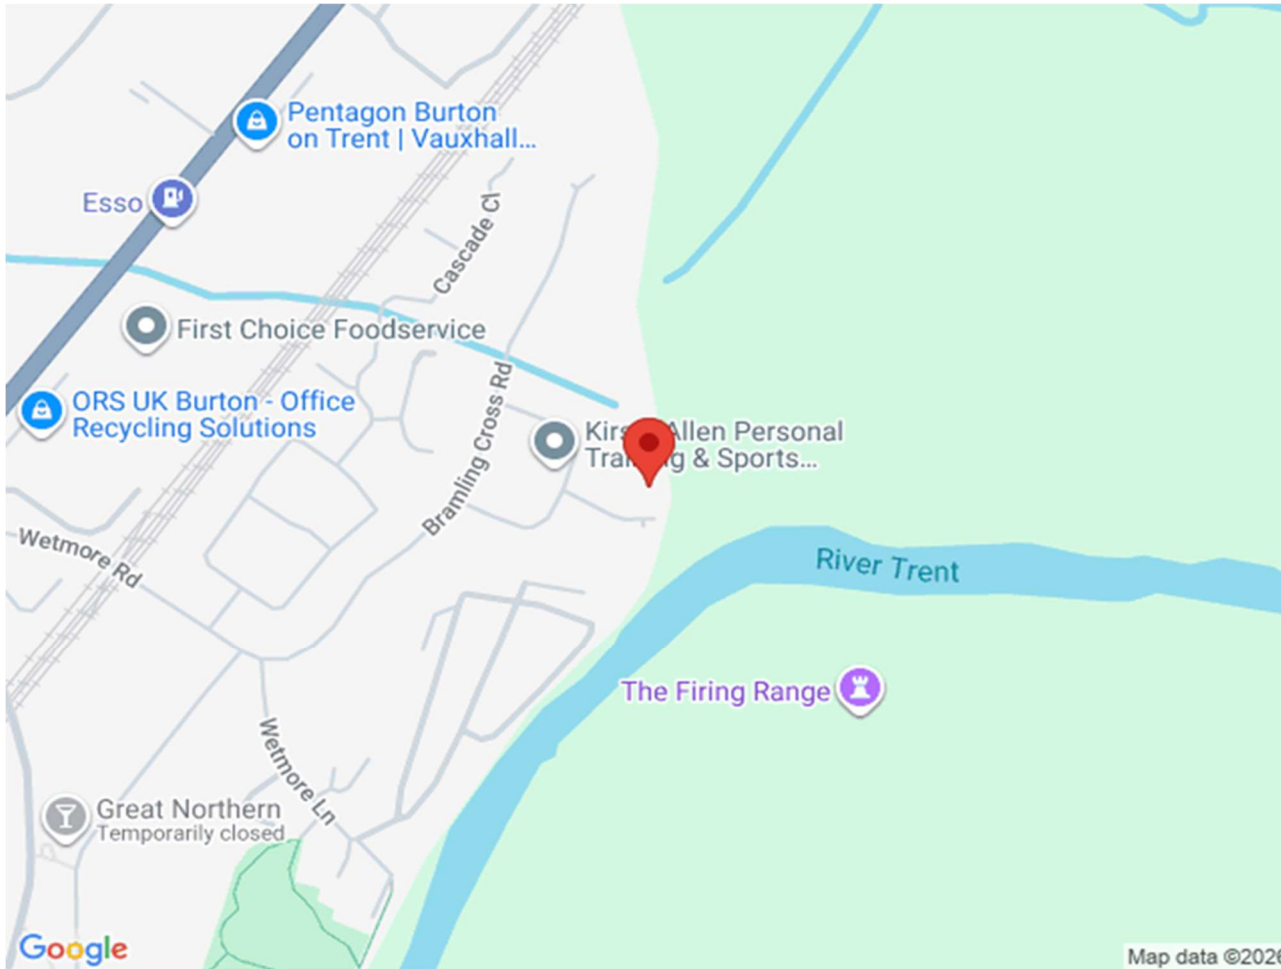 Pentagon Burton
on Trent | Vauxhall...
Esso
Cascade Cl
First Choice Foodservice
ORS UK Burton - Office
Recycling Solutions
Bramling Cross Rd
Allen Personal
& Sports...
Wetmore Rd
River Trent
The Firing Range
Wetmore Ln
Great Northern
Temporarily closed
Google
Map data ©2026